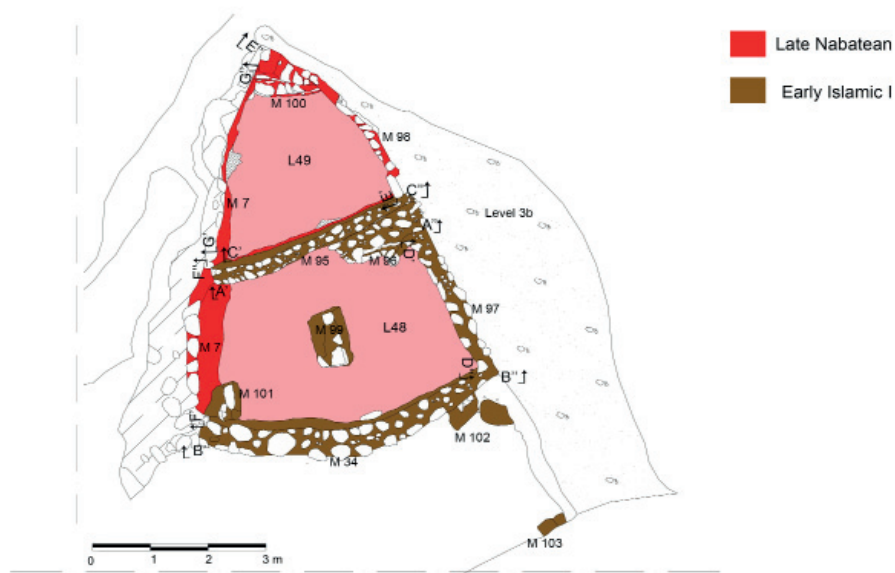 Late Nabatean
Early Islamic I
E''
G''
M 100
M 98
L49
E'
C''
Level 3b
M 7
A''
G'
C'
D'
F''
M 95
M 96
A'
M 97
M 99
L48
M 7
D''
B''
M 101
F'
M 102
B'
M 34
M 103
0 1 2 3 m